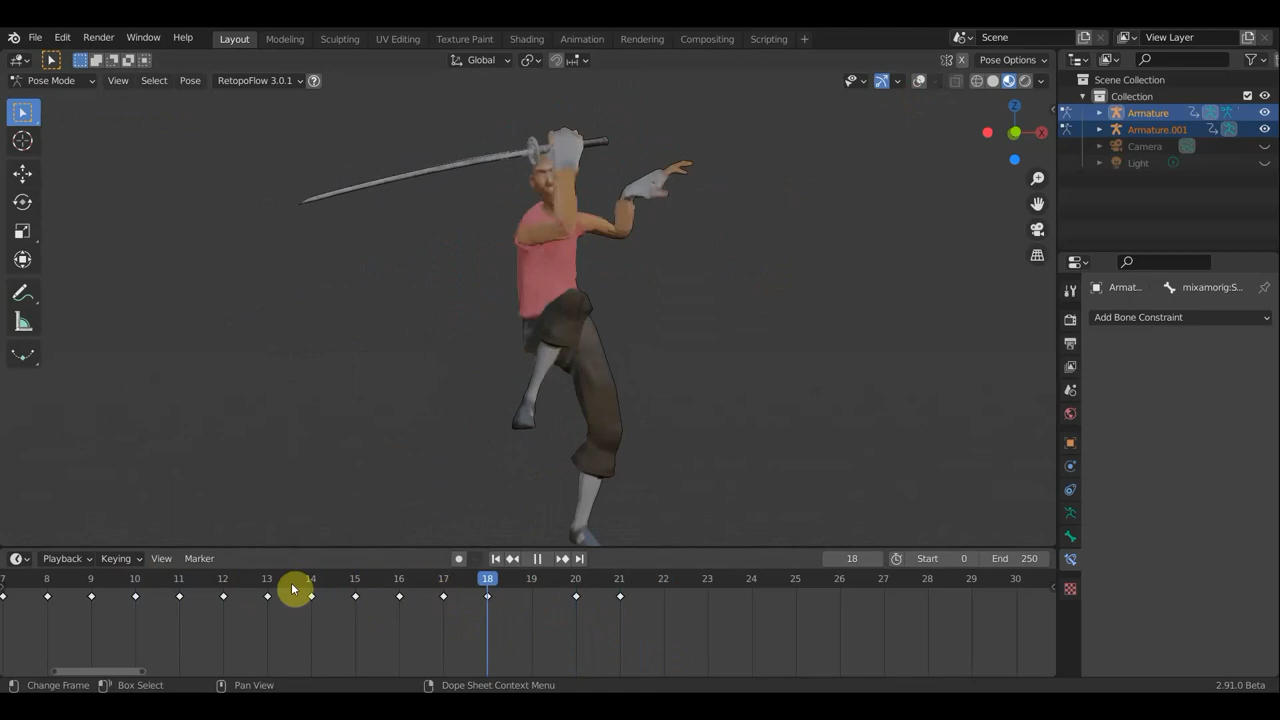 File Edit Render Window Help Layout Modeling Sculpting UV Editing Texture Paint Shading Animation Rendering Compositing Scripting + Scene View Layer
Global Pose Options
Pose Mode View Select Pose RetopoFlow 3.0.1 ?
X
Z
X
Scene Collection
Collection
Armature
Armature.001
Camera
Light
Armat... mixamorig:S...
Add Bone Constraint
Playback Keying View Marker 18 Start 0 End 250
7 8 9 10 11 12 13 14 15 16 17 18 19 20 21 22 23 24 25 26 27 28 29 30
Change Frame Box Select Pan View Dope Sheet Context Menu 2.91.0 Beta